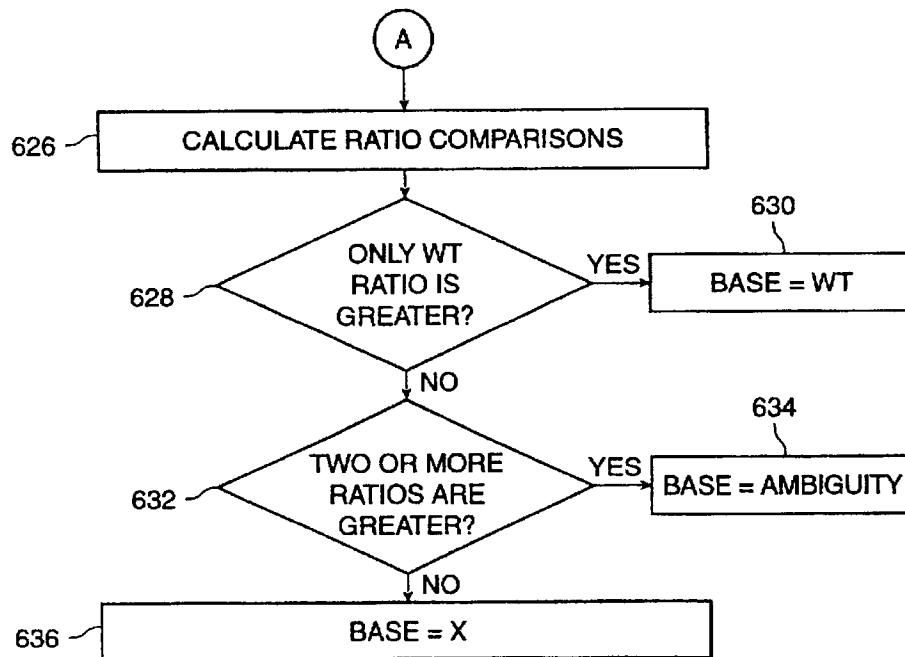 A
626
CALCULATE RATIO COMPARISONS
628
ONLY WT
RATIO IS
GREATER?
YES
630
BASE = WT
NO
632
TWO OR MORE
RATIOS ARE
GREATER?
YES
634
BASE = AMBIGUITY
NO
636
BASE = X